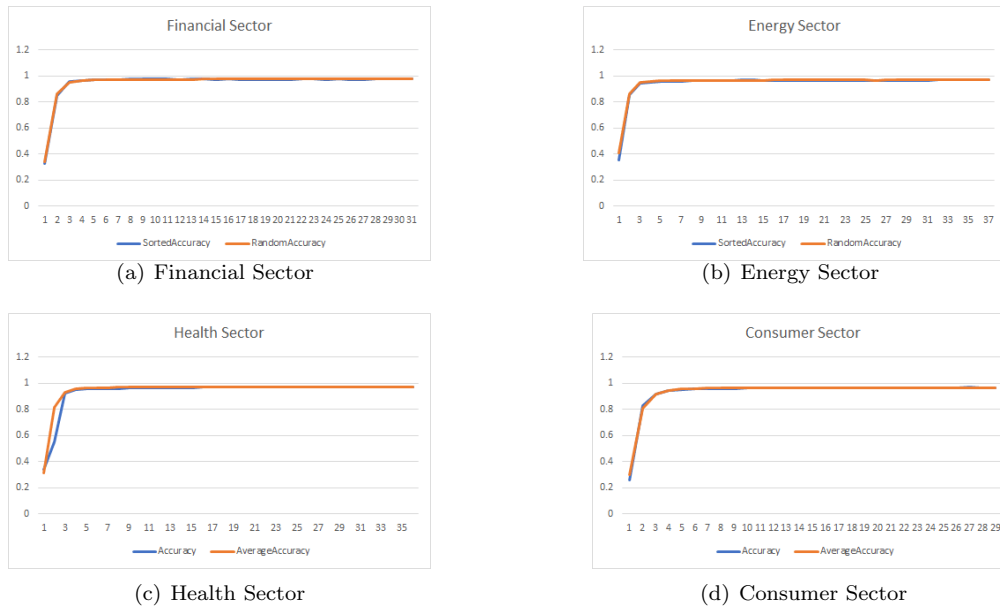 Financial Sector
1.2
1
0.8
0.6
0.4
0.2
0
1 2 3 4 5 6 7 8 9 10 11 12 13 14 15 16 17 18 19 20 21 22 23 24 25 26 27 28 29 30 31
SortedAccuracy RandomAccuracy
(a) Financial Sector
Energy Sector
1.2
1
0.8
0.6
0.4
0.2
0
1 3 5 7 9 11 13 15 17 19 21 23 25 27 29 31 33 35 37
SortedAccuracy RandomAccuracy
(b) Energy Sector
Health Sector
1.2
1
0.8
0.6
0.4
0.2
0
1 3 5 7 9 11 13 15 17 19 21 23 25 27 29 31 33 35
Accuracy AverageAccuracy
(c) Health Sector
Consumer Sector
1.2
1
0.8
0.6
0.4
0.2
0
1 2 3 4 5 6 7 8 9 10 11 12 13 14 15 16 17 18 19 20 21 22 23 24 25 26 27 28 29
Accuracy AverageAccuracy
(d) Consumer Sector